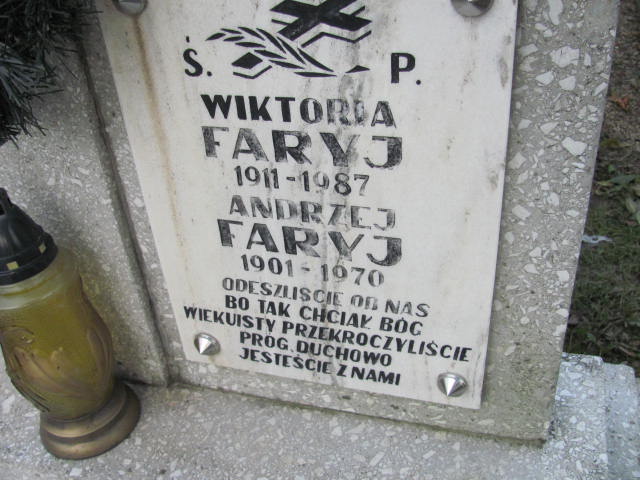 Ś. P.
WIKTORIA
FARYJ
1911-1987
ANDRZEJ
FARYJ
1901-1970
ODESZLIŚCIE OD NAS
BO TAK CHCIAŁ BÓG
WIEKUISTY PRZEKROCZYLIŚCIE
PRÓG, DUCHOWO
JESTEŚCIE Z NAMI